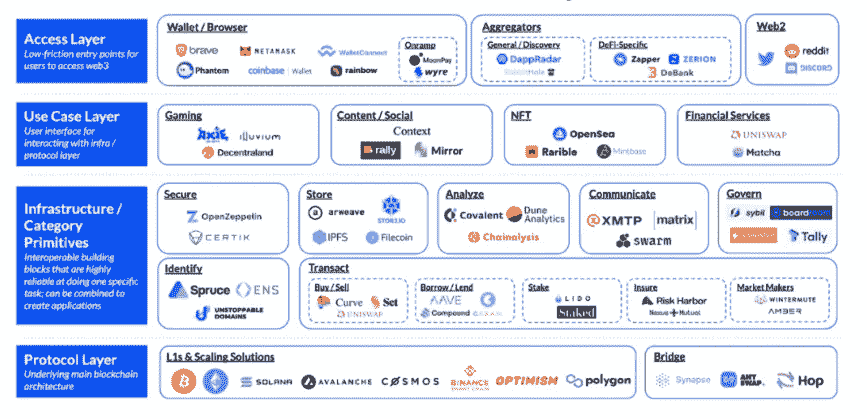 Access Layer
Low-friction entry points for
users to access web3
Wallet / Browser
brave
METAMASK
WalletConnect
Phantom
coinbase | Wallet
rainbow
Onramp
MoonPay
wyre
Aggregators
General / Discovery
DappRadar
DeFi-Specific
Zapper
ZERION
DeBank
Web2
reddit
DISCORD
Use Case Layer
User interface for
interacting with infra /
protocol layer
Gaming
AXIE
illuvium
Decentraland
Content / Social
Context
rally
Mirror
NFT
OpenSea
Rarible
Mintbase
Financial Services
UNISWAP
Matcha
Infrastructure /
Category
Primitives
Interoperable building
blocks that are highly
reliable at doing one specific
task; can be combined to
create applications
Secure
OpenZeppelin
CERTIK
Store
arweave
STORJ.IO
IPFS
Filecoin
Analyze
Covalent
Dune
Analytics
Chainalysis
Communicate
XMTP
[matrix]
swarm
Govern
sybil
board
Tally
Identify
Spruce
ENS
UNSTOPPABLE
DOMAINS
Transact
Buy / Sell
Curve
Set
UNISWAP
Borrow / Lend
AAVE
Compound
Stake
LIDO
Staked
Insure
Risk Harbor
Nexus Mutual
Market Makers
WINTERMUTE
AMBER
Protocol Layer
Underlying main blockchain
architecture
L1s & Scaling Solutions
SOLANA
AVALANCHE
COSMOS
BINANCE
OPTIMISM
polygon
Bridge
Synapse
ANY
SWAP.
Hop